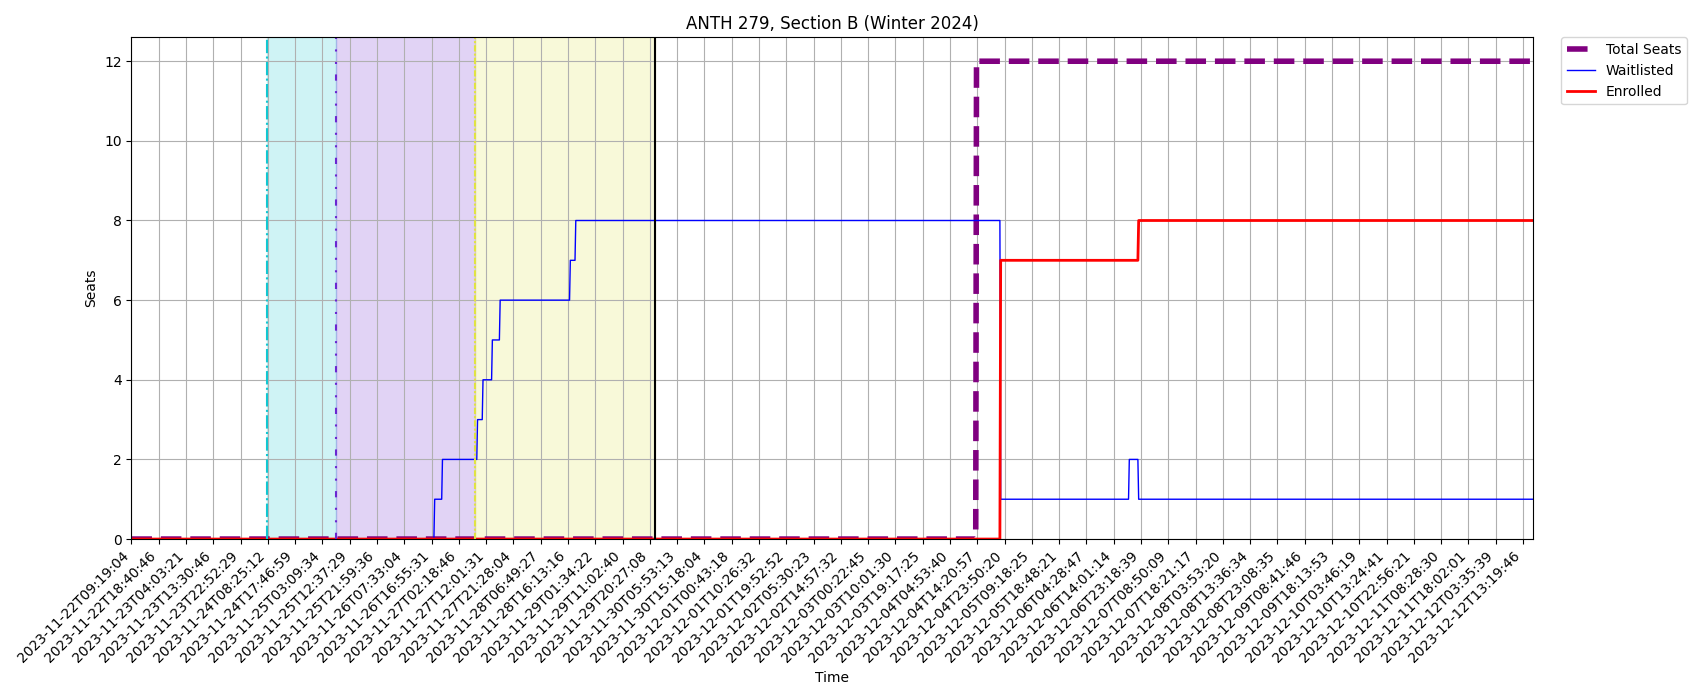 ANTH 279, Section B (Winter 2024)
Total Seats
Waitlisted
Enrolled
Seats
12
10
8
6
4
2
0
2023-11-22T09:19:04
2023-11-22T18:40:46
2023-11-23T04:03:21
2023-11-23T13:30:46
2023-11-23T22:52:29
2023-11-24T08:25:12
2023-11-24T17:46:59
2023-11-25T03:09:34
2023-11-25T12:37:29
2023-11-25T21:59:36
2023-11-26T07:33:04
2023-11-26T16:55:31
2023-11-27T02:18:46
2023-11-27T12:01:31
2023-11-27T21:28:04
2023-11-28T06:49:27
2023-11-28T16:13:16
2023-11-29T01:34:22
2023-11-29T11:02:40
2023-11-29T20:27:08
2023-11-30T05:53:13
2023-11-30T15:18:04
2023-12-01T00:43:18
2023-12-01T10:26:32
2023-12-01T19:52:52
2023-12-02T05:30:23
2023-12-02T14:57:32
2023-12-03T00:22:45
2023-12-03T10:01:30
2023-12-03T19:17:25
2023-12-04T04:53:40
2023-12-04T14:20:57
2023-12-04T23:50:20
2023-12-05T09:18:25
2023-12-05T18:48:21
2023-12-06T04:28:47
2023-12-06T14:01:14
2023-12-06T23:18:39
2023-12-07T08:50:09
2023-12-07T18:21:17
2023-12-08T03:53:20
2023-12-08T13:36:34
2023-12-08T23:08:35
2023-12-09T08:41:46
2023-12-09T18:13:53
2023-12-10T03:46:19
2023-12-10T13:24:41
2023-12-10T22:56:21
2023-12-11T08:28:30
2023-12-11T18:02:01
2023-12-12T03:35:39
2023-12-12T13:19:46
Time